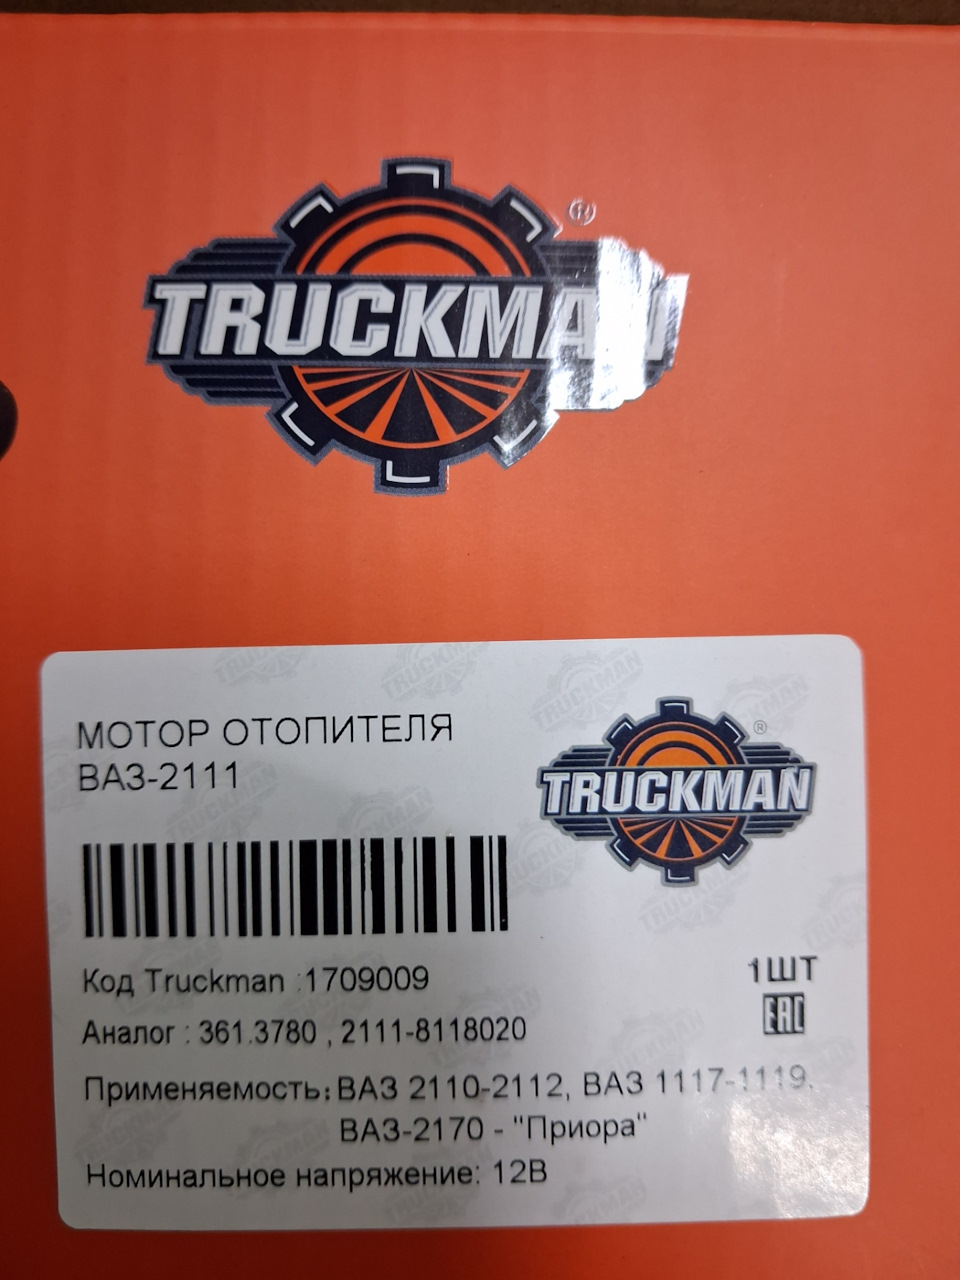 ®
TRUCKMAN
МОТОР ОТОПИТЕЛЯ
ВАЗ-2111
®
TRUCKMAN
Код Truckman :1709009
1ШТ
EAC
Аналог : 361.3780 , 2111-8118020
Применяемость: ВАЗ 2110-2112, ВАЗ 1117-1119,
ВАЗ-2170 - "Приора"
Номинальное напряжение: 12В